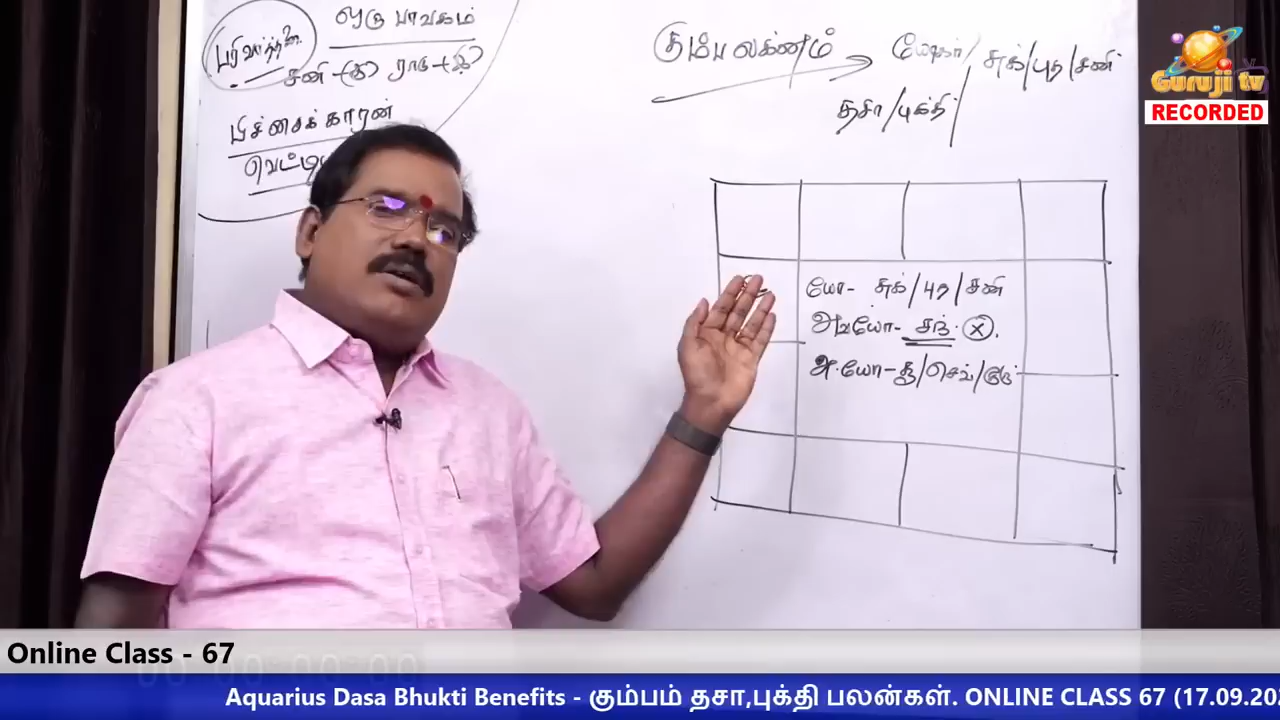 ஒரு பாவகம்
பரிவர்த்தனை
சனி-(கு) ராகு-(கு)
பிச்சைக்காரன்
கும்ப லக்னம்
சுக்/புத/சனி
தசா/புக்தி
யோ- சுக்/புத/சனி
அவயோ- சந். X.
அ.யோ-சூ/செவ்/குரு
Guruji tv
RECORDED
Online Class - 67
Aquarius Dasa Bhukti Benefits - கும்பம் தசா,புக்தி பலன்கள். ONLINE CLASS 67 (17.09.20